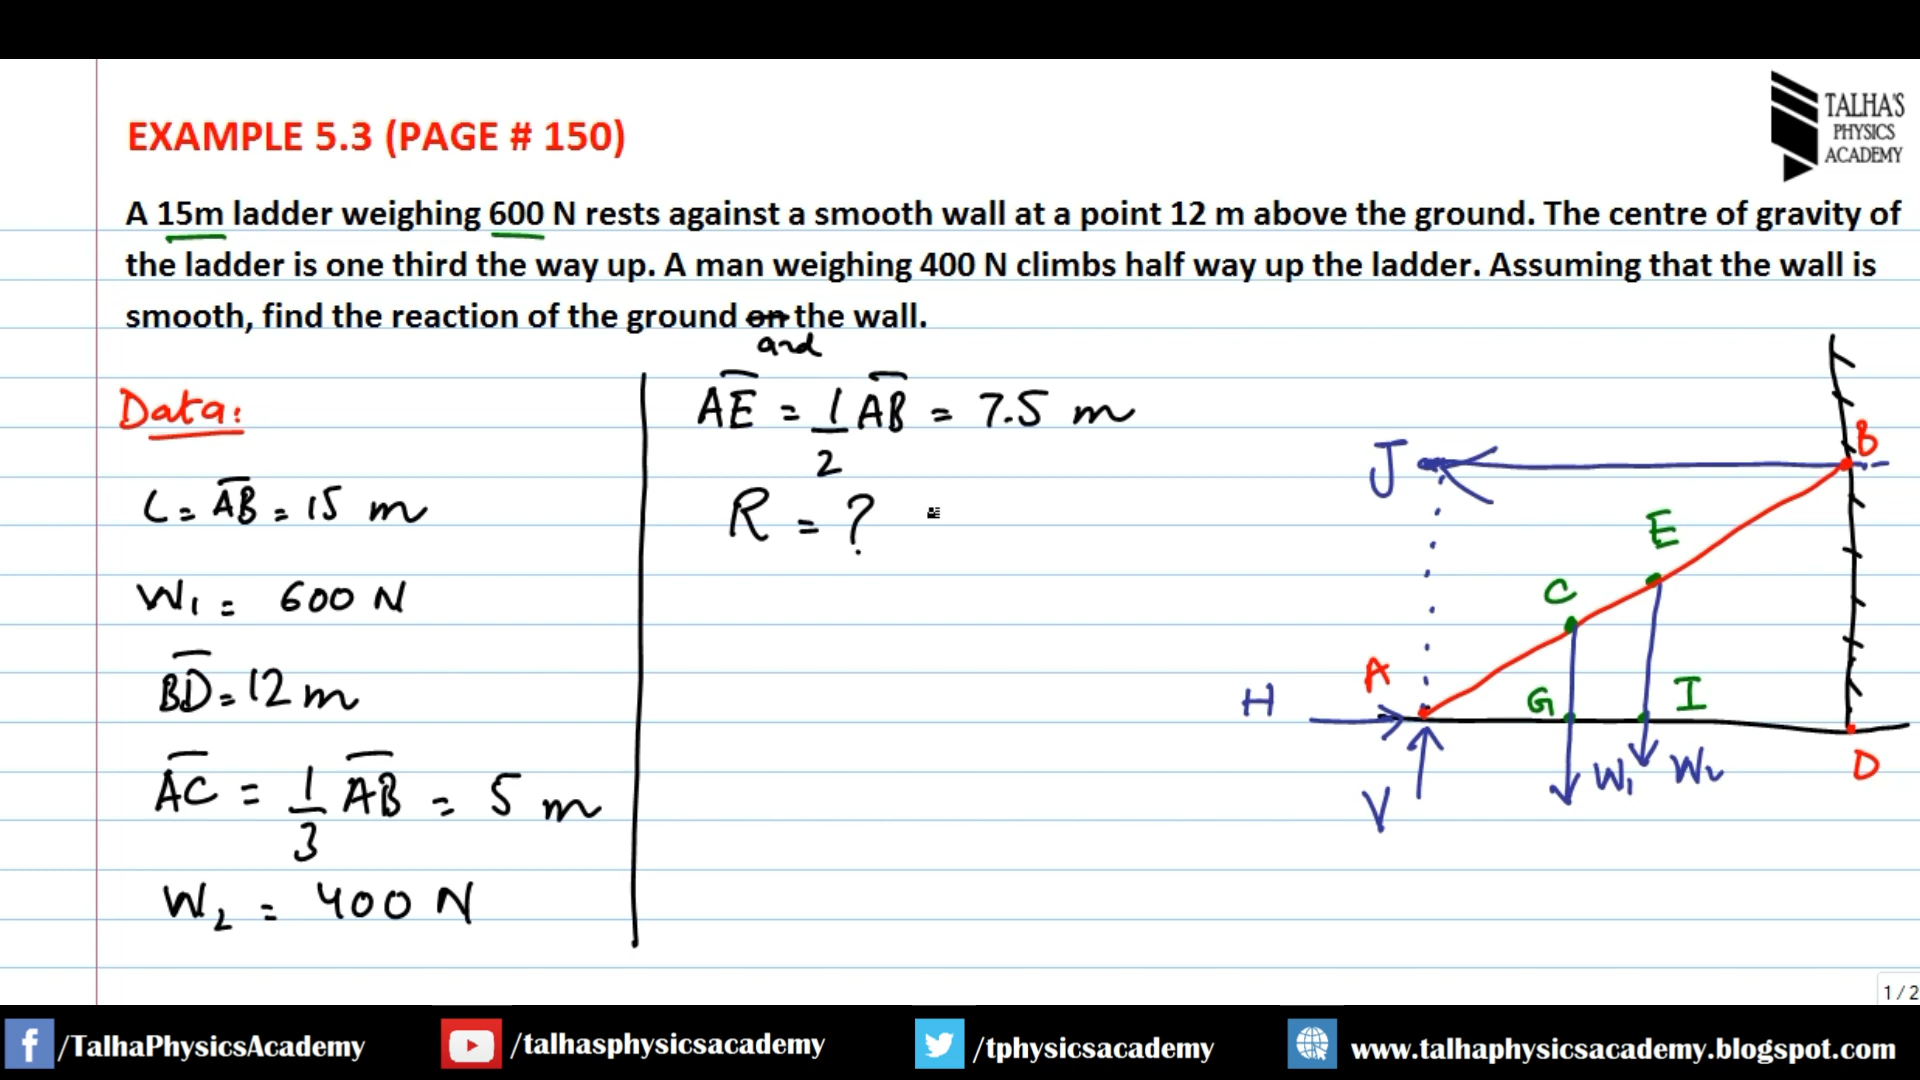 TALHA'S
PHYSICS
ACADEMY
EXAMPLE 5.3 (PAGE # 150)
A 15m ladder weighing 600 N rests against a smooth wall at a point 12 m above the ground. The centre of gravity of
the ladder is one third the way up. A man weighing 400 N climbs half way up the ladder. Assuming that the wall is
smooth, find the reaction of the ground on the wall.
and
Data:
L = AB = 15 m
W1 = 600 N
BD = 12 m
AC = 1/3 AB = 5 m
W2 = 400 N
AE = 1/2 AB = 7.5 m
R = ?
J
B
E
C
A
H
G
I
W1
W2
D
V
1 / 2
/TalhaPhysicsAcademy
/talhasphysicsacademy
/tphysicsacademy
www.talhaphysicsacademy.blogspot.com